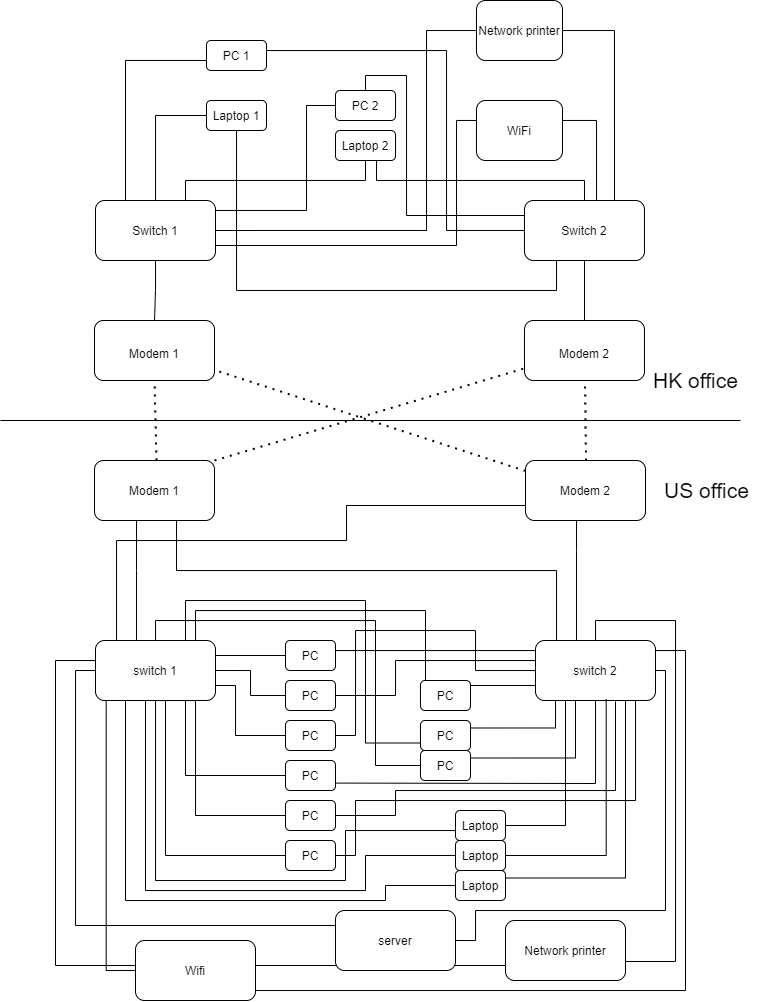 Network printer
PC 1
PC 2
Laptop 1
WiFi
Laptop 2
Switch 1
Switch 2
Modem 1
Modem 2
HK office
Modem 1
Modem 2
US office
switch 1
PC
switch 2
PC
PC
PC
PC
PC
PC
PC
Laptop
PC
Laptop
Laptop
server
Network printer
Wifi